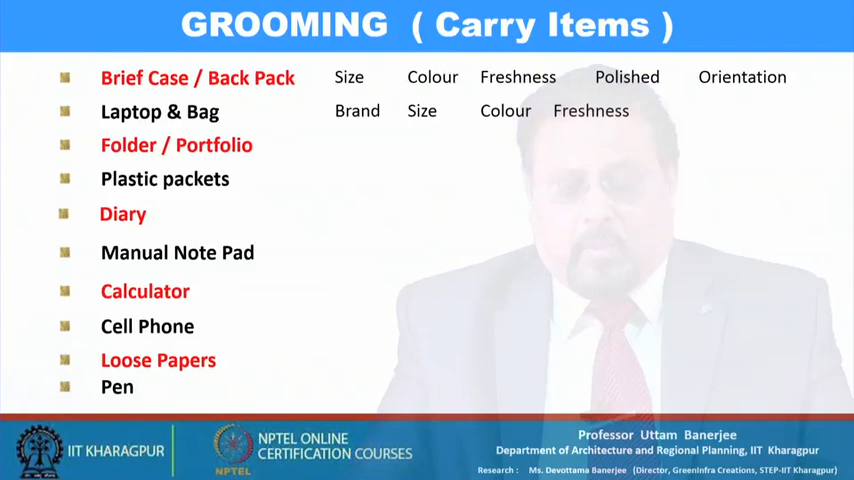 GROOMING ( Carry Items )
Brief Case / Back Pack Size Colour Freshness Polished Orientation
Laptop & Bag Brand Size Colour Freshness
Folder / Portfolio
Plastic packets
Diary
Manual Note Pad
Calculator
Cell Phone
Loose Papers
Pen
IIT KHARAGPUR
NPTEL
NPTEL ONLINE
CERTIFICATION COURSES
Professor Uttam Banerjee
Department of Architecture and Regional Planning, IIT Kharagpur
Research : Ms. Devottama Banerjee (Director, GreenInfra Creations, STEP-IIT Kharagpur)